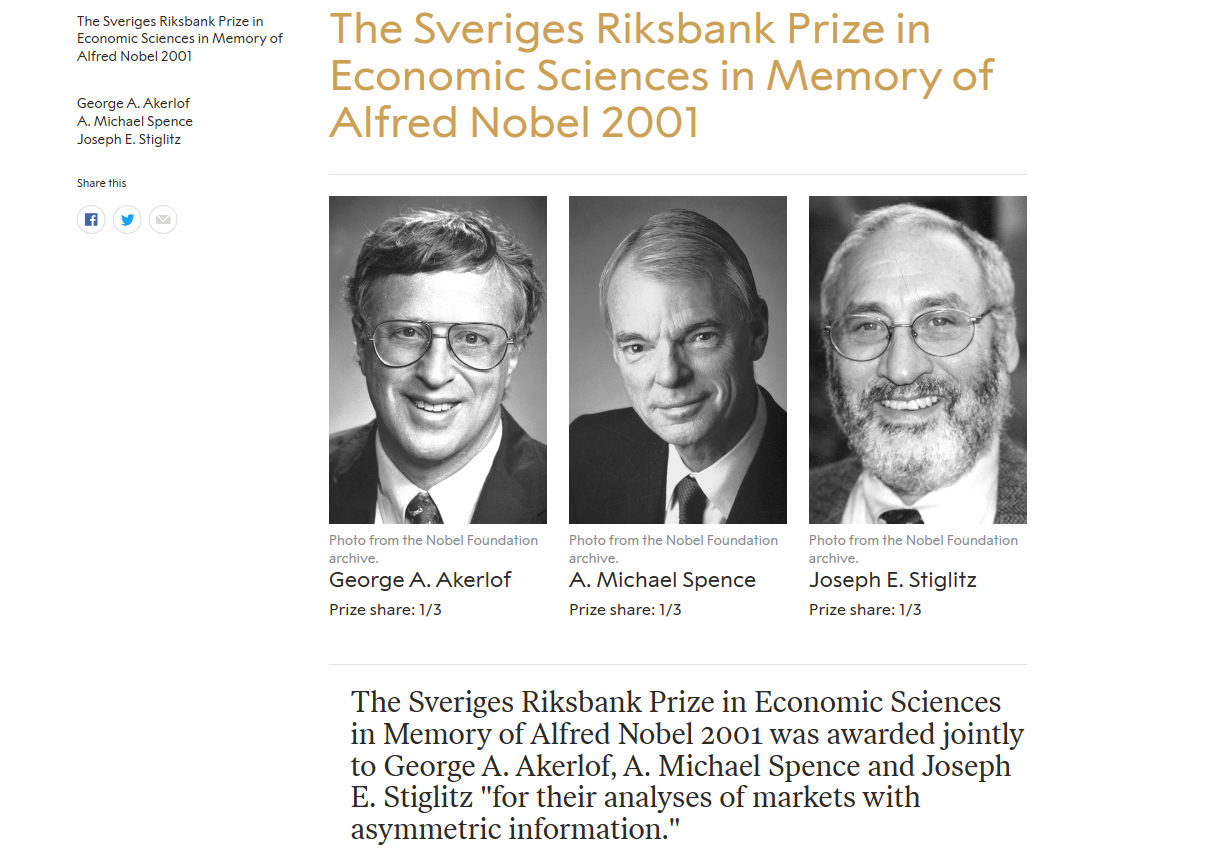 The Sveriges Riksbank Prize in
Economic Sciences in Memory of
Alfred Nobel 2001
George A. Akerlof
A. Michael Spence
Joseph E. Stiglitz
Share this
The Sveriges Riksbank Prize in
Economic Sciences in Memory of
Alfred Nobel 2001
Photo from the Nobel Foundation
archive.
George A. Akerlof
Prize share: 1/3
Photo from the Nobel Foundation
archive.
A. Michael Spence
Prize share: 1/3
Photo from the Nobel Foundation
archive.
Joseph E. Stiglitz
Prize share: 1/3
The Sveriges Riksbank Prize in Economic Sciences
in Memory of Alfred Nobel 2001 was awarded jointly
to George A. Akerlof, A. Michael Spence and Joseph
E. Stiglitz "for their analyses of markets with
asymmetric information."